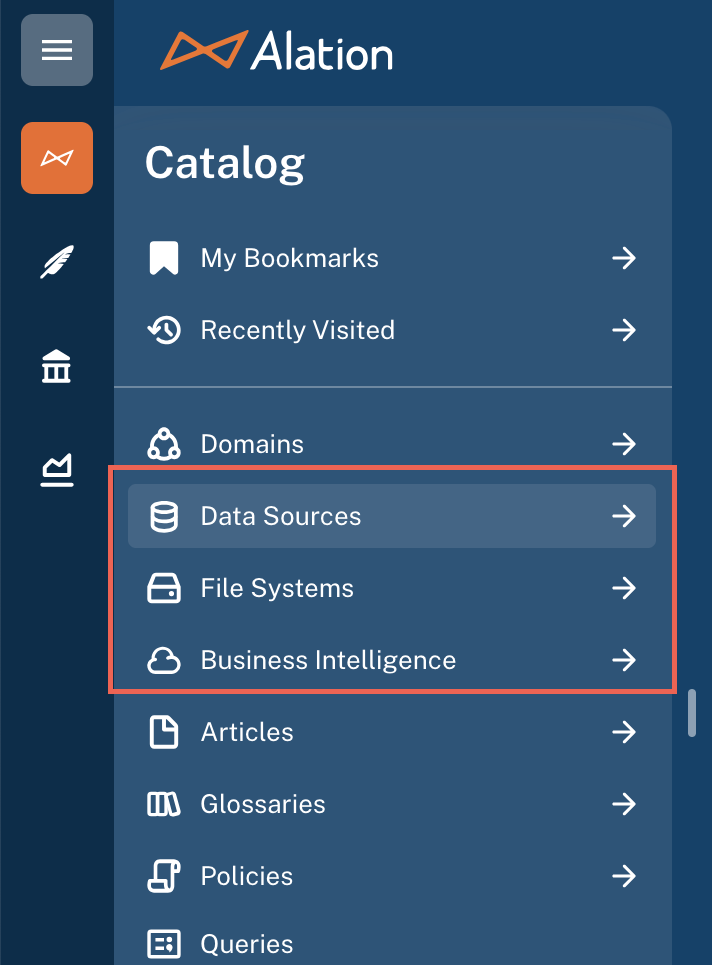 Alation
Catalog
My Bookmarks
Recently Visited
Domains
Data Sources
File Systems
Business Intelligence
Articles
Glossaries
Policies
Queries